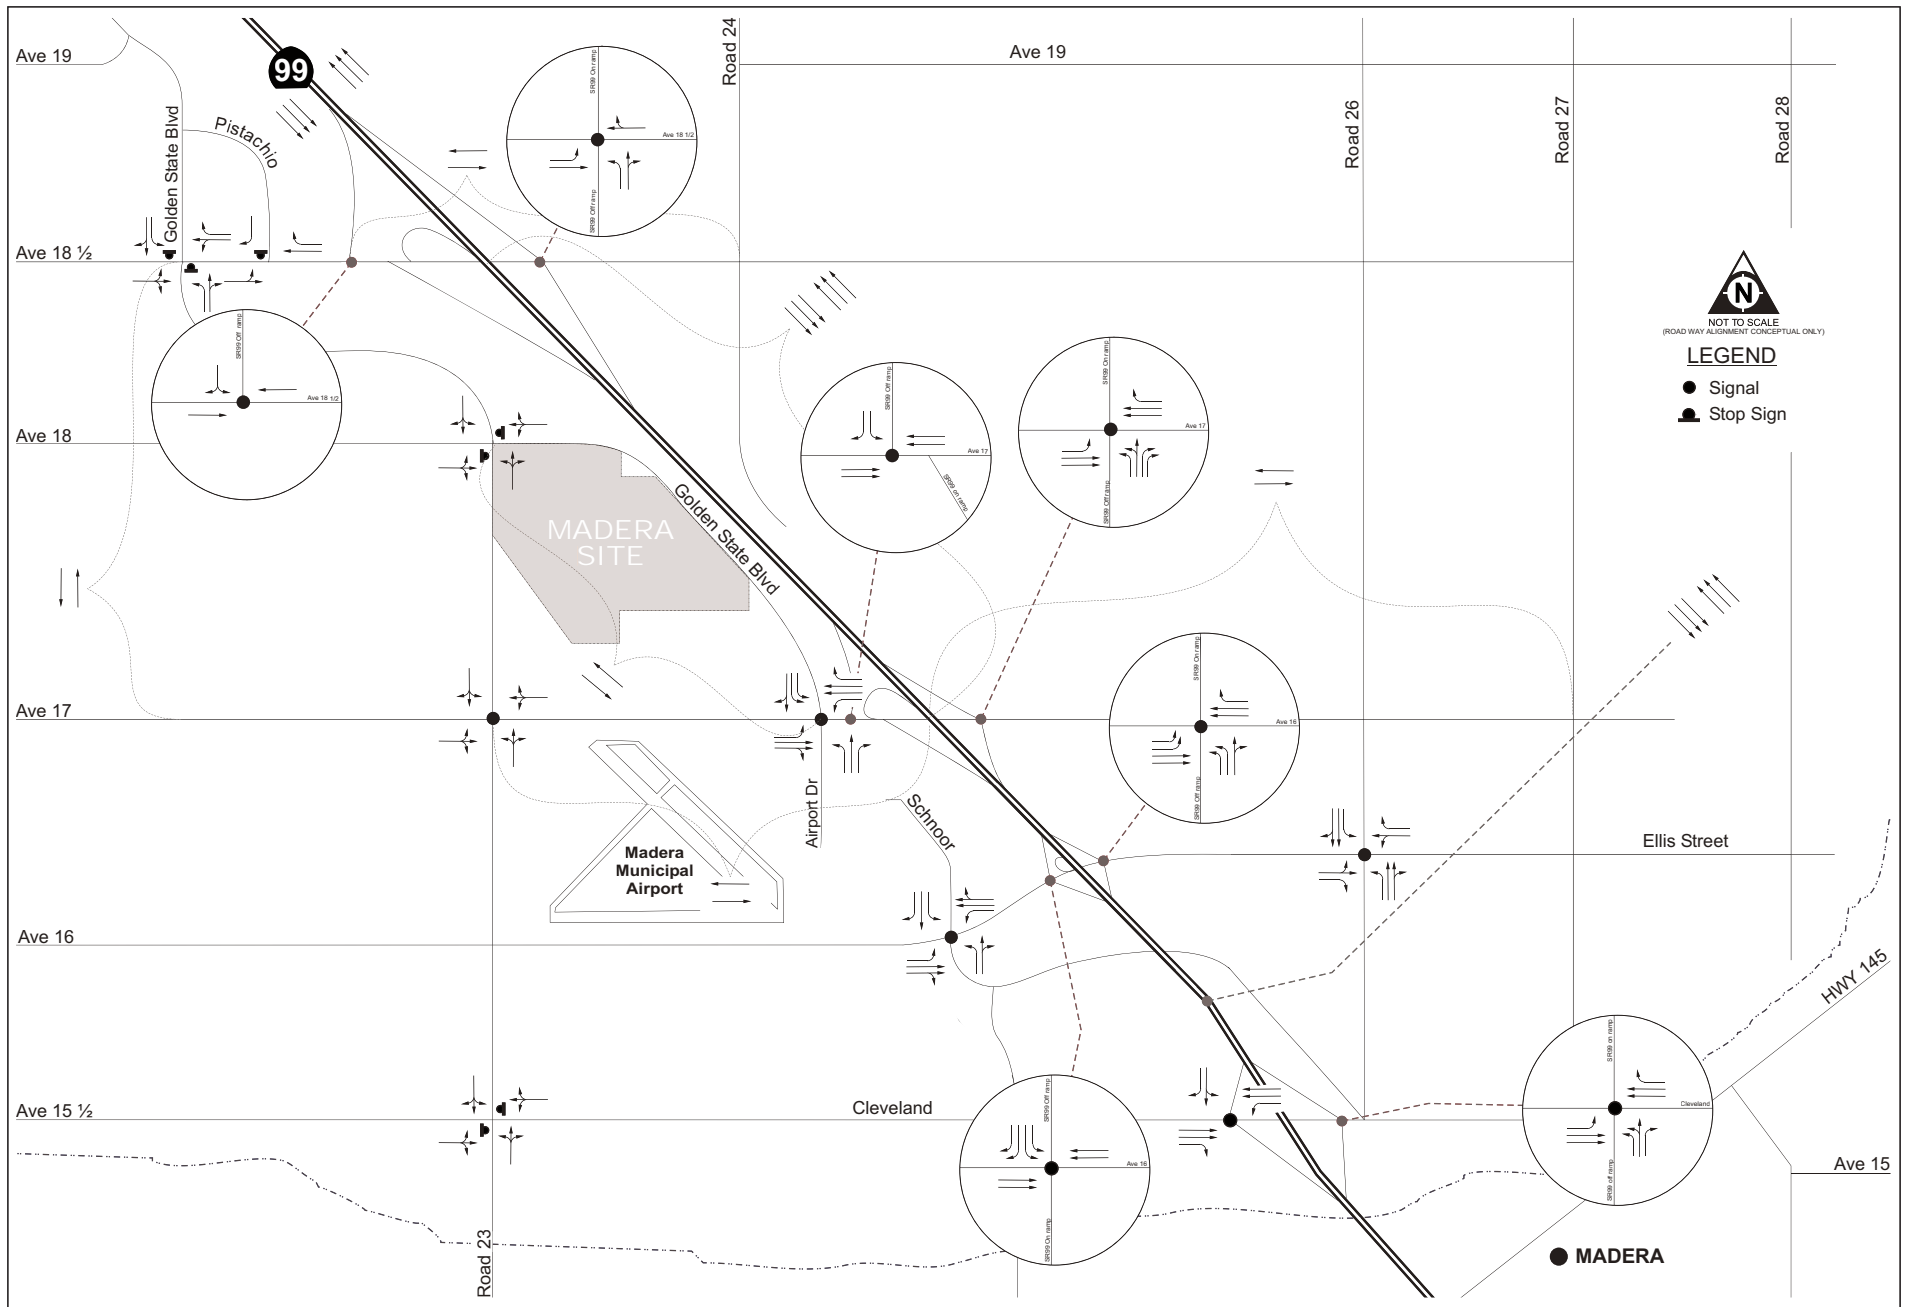 Ave 19
99
Road 24
Ave 19
Road 26
Road 27
Road 28
Golden State Blvd
Pistachio
SR99 On ramp
Ave 18 1/2
SR99 Off ramp
Ave 18 ½
N
NOT TO SCALE
(ROAD WAY ALIGNMENT CONCEPTUAL ONLY)
LEGEND
Signal
Stop Sign
SR99 Off ramp
Ave 18 1/2
SR99 Off ramp
Ave 17
SR99 on ramp
SR99 On ramp
Ave 17
SR99 Off ramp
Ave 18
MADERA
SITE
Golden State Blvd
SR99 On ramp
Ave 16
SR99 Off ramp
Ave 17
Airport Dr
Schnoor
Ellis Street
Madera
Municipal
Airport
Ave 16
HWY 145
SR99 on ramp
Cleveland
SR99 off ramp
Ave 15 ½
Cleveland
SR99 Off ramp
Ave 16
SR99 On ramp
Ave 15
Road 23
MADERA